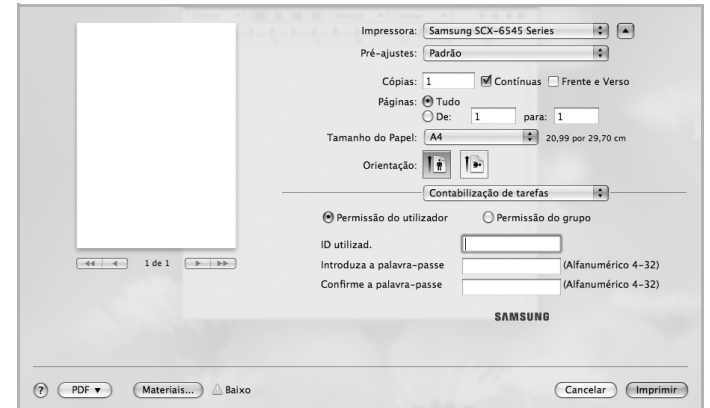 Impressora: Samsung SCX-6545 Series
Pré-ajustes: Padrão
Cópias: 1 Contínuas Frente e Verso
Páginas: Tudo
De: 1 para: 1
Tamanho do Papel: A4 20,99 por 29,70 cm
Orientação:
Contabilização de tarefas
Permissão do utilizador Permissão do grupo
ID utilizad.
1 de 1
Introduza a palavra-passe (Alfanumérico 4-32)
Confirme a palavra-passe (Alfanumérico 4-32)
SAMSUNG
? PDF Materiais... Baixo Cancelar Imprimir